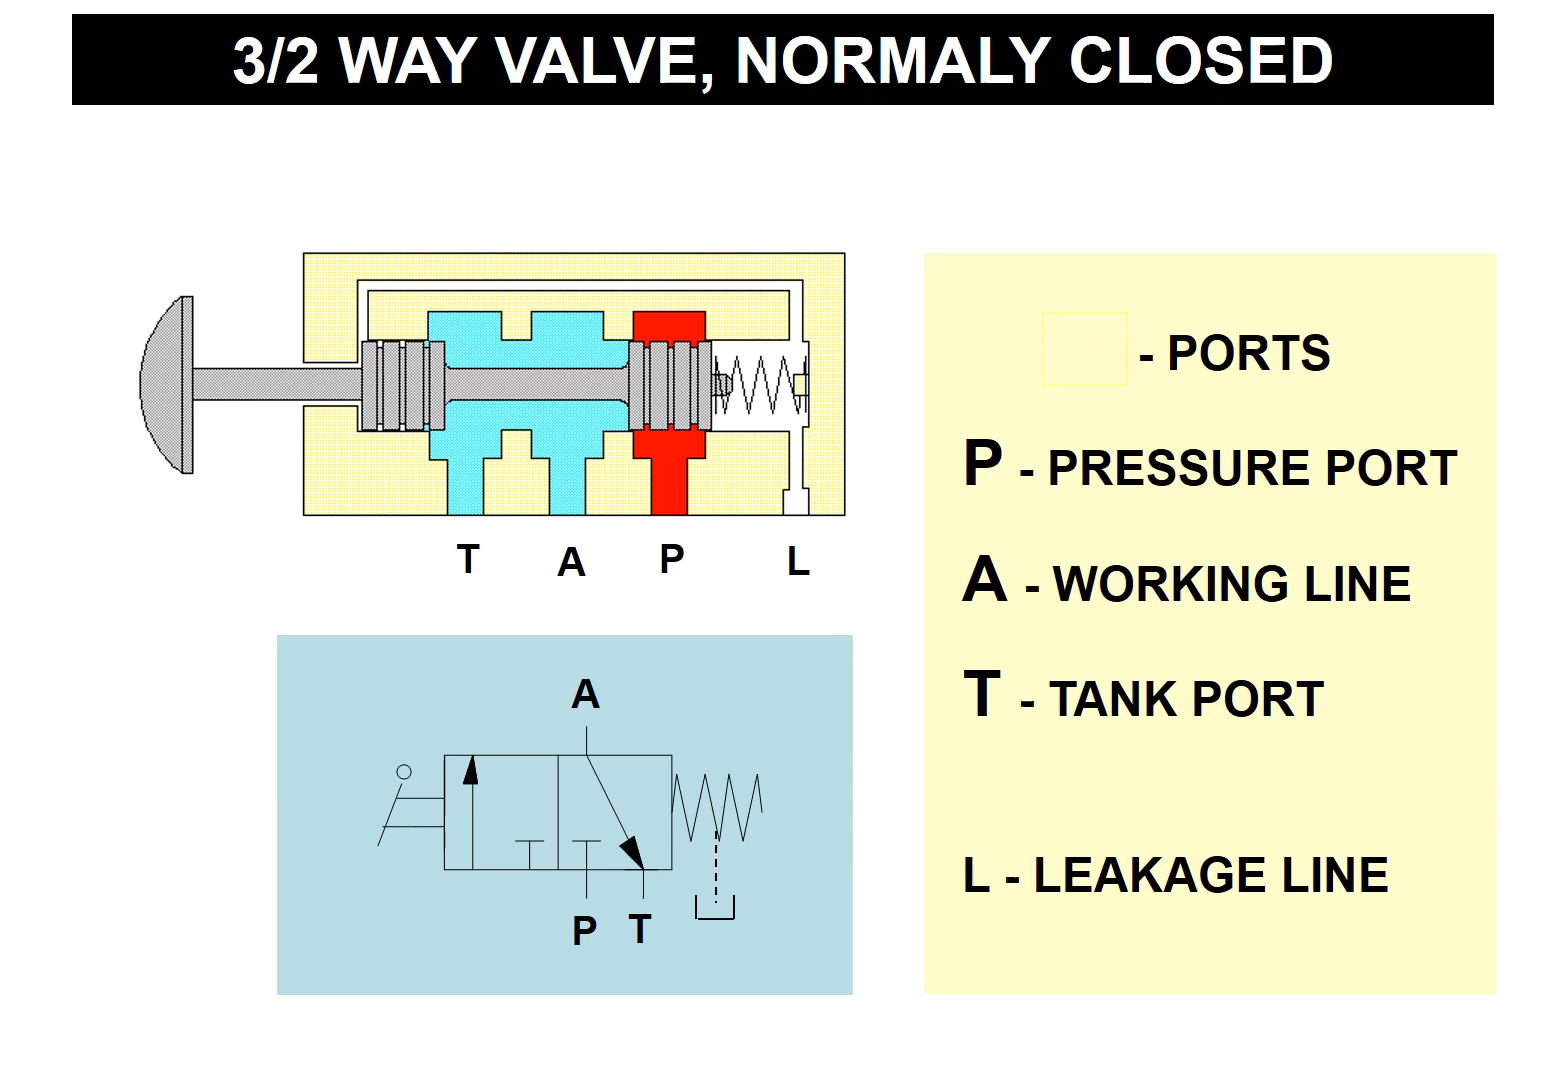 3/2 WAY VALVE, NORMALY CLOSED
T A P L
- PORTS
P - PRESSURE PORT
A - WORKING LINE
T - TANK PORT
L - LEAKAGE LINE
A
P T